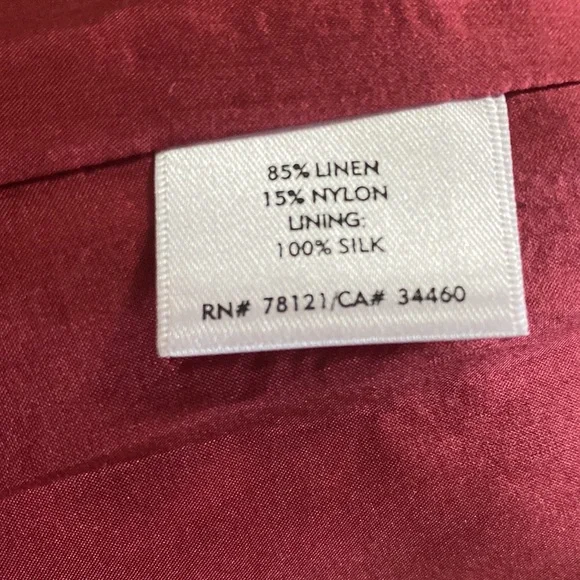 85% LINEN
15% NYLON
LINING:
100% SILK
RN# 78121/CA# 34460